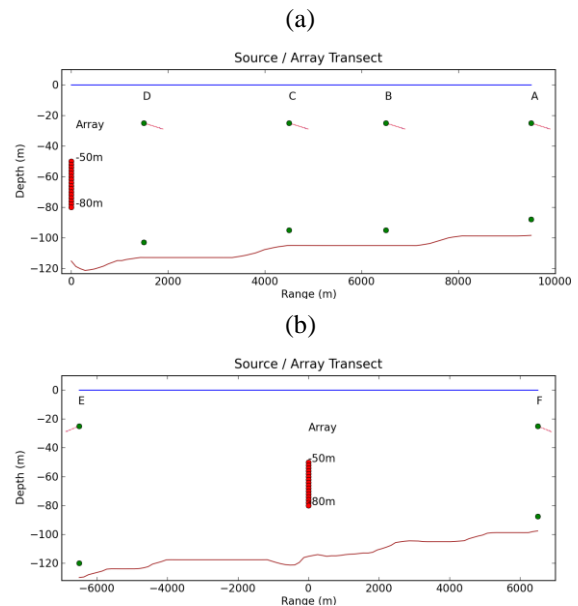 (a)
Source / Array Transect
0
D
C
B
A
−20
Array
−40
-50m
−60
-80m
−80
−100
−120
Depth (m)
0
2000
4000
6000
8000
10000
Range (m)
(b)
Source / Array Transect
0
E
F
−20
Array
−40
-50m
−60
-80m
−80
−100
−120
Depth (m)
−6000
−4000
−2000
0
2000
4000
6000
Range (m)